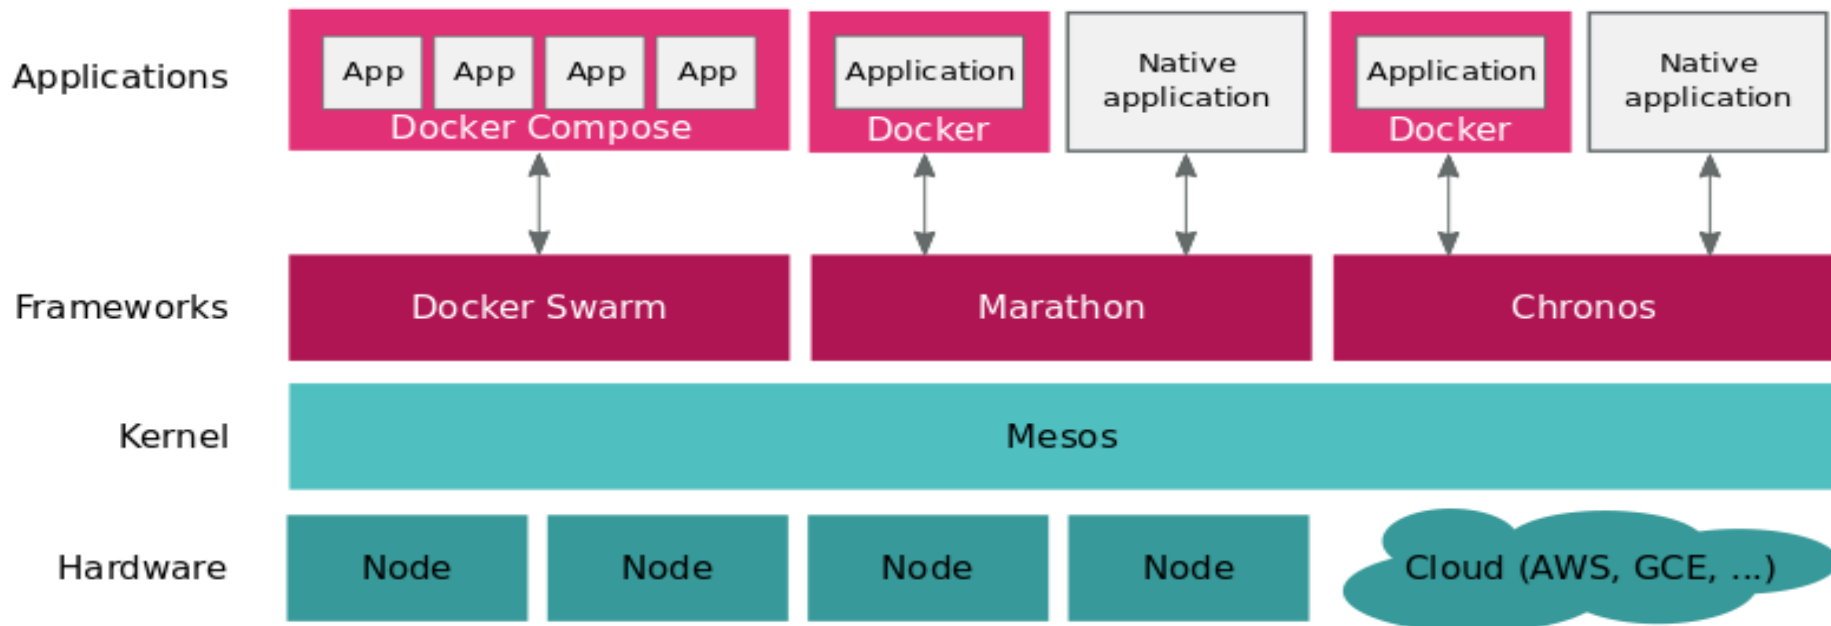 Applications
App
App
App
App
Docker Compose
Application
Docker
Native
application
Application
Docker
Native
application
Frameworks
Docker Swarm
Marathon
Chronos
Kernel
Mesos
Hardware
Node
Node
Node
Node
Cloud (AWS, GCE, ...)